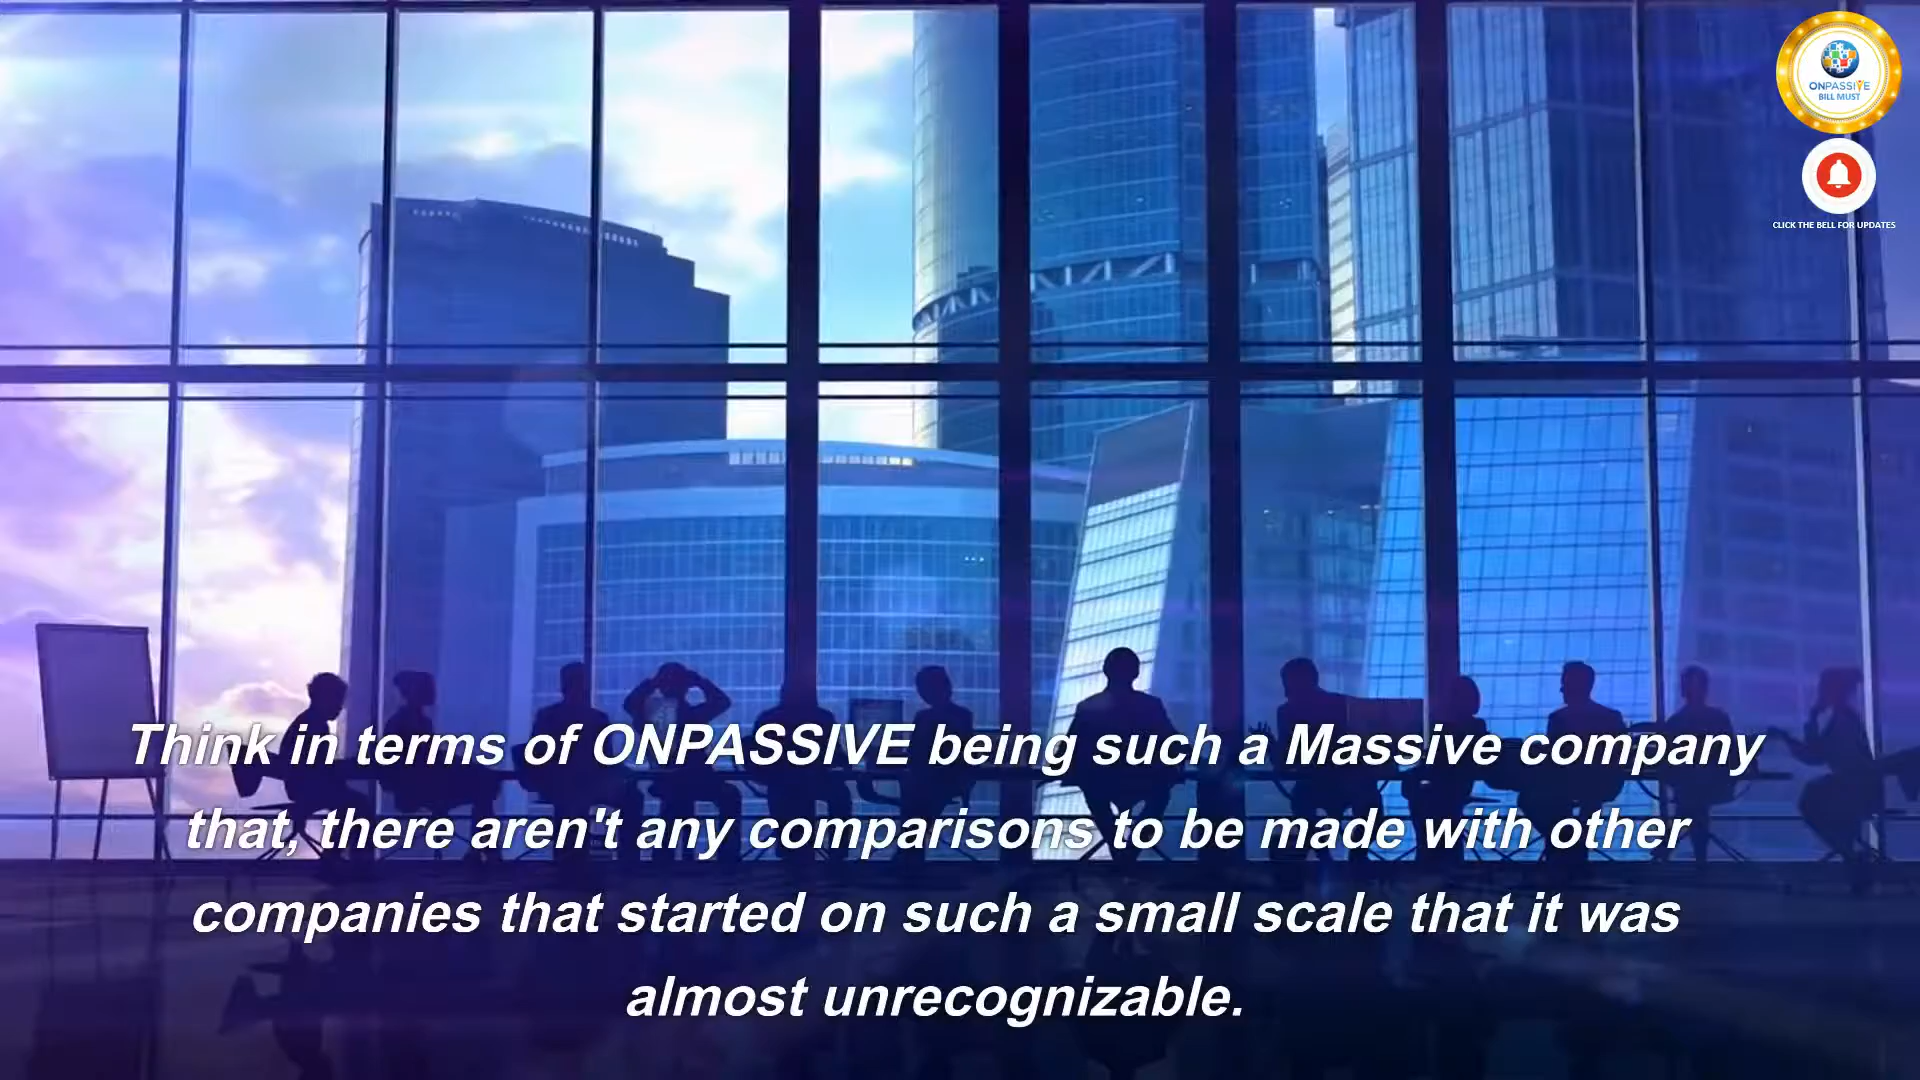 ONPASSIVE
BILL MUST
CLICK THE BELL FOR UPDATES
Think in terms of ONPASSIVE being such a Massive company
that, there aren't any comparisons to be made with other
companies that started on such a small scale that it was
almost unrecognizable.